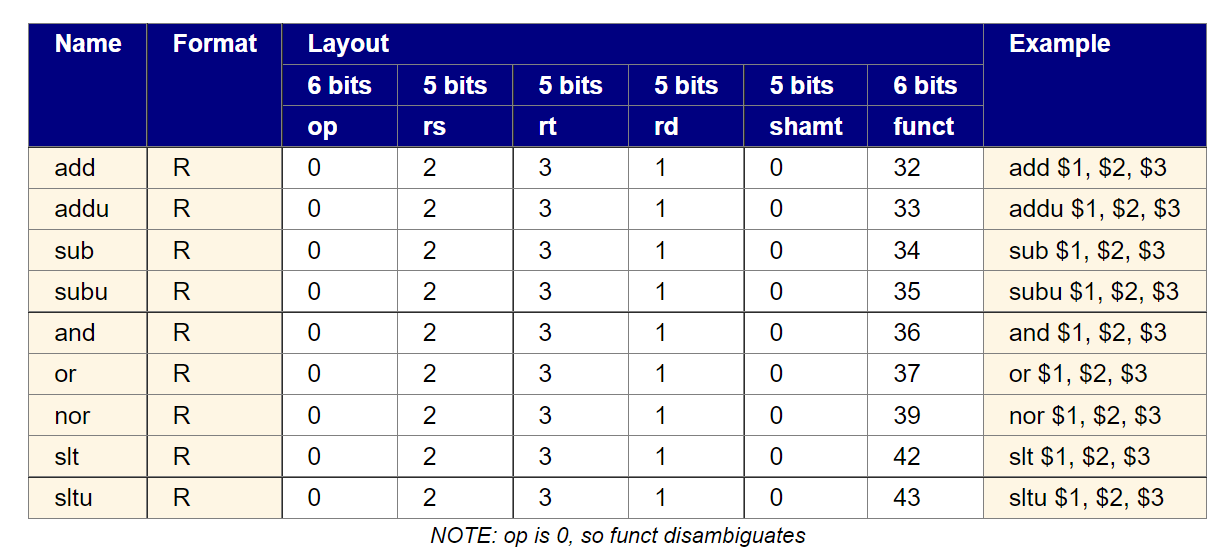 Name Format Layout Example
6 bits 5 bits 5 bits 5 bits 5 bits 6 bits
op rs rt rd shamt funct
add R 0 2 3 1 0 32 add $1, $2, $3
addu R 0 2 3 1 0 33 addu $1, $2, $3
sub R 0 2 3 1 0 34 sub $1, $2, $3
subu R 0 2 3 1 0 35 subu $1, $2, $3
and R 0 2 3 1 0 36 and $1, $2, $3
or R 0 2 3 1 0 37 or $1, $2, $3
nor R 0 2 3 1 0 39 nor $1, $2, $3
slt R 0 2 3 1 0 42 slt $1, $2, $3
sltu R 0 2 3 1 0 43 sltu $1, $2, $3
NOTE: op is 0, so funct disambiguates